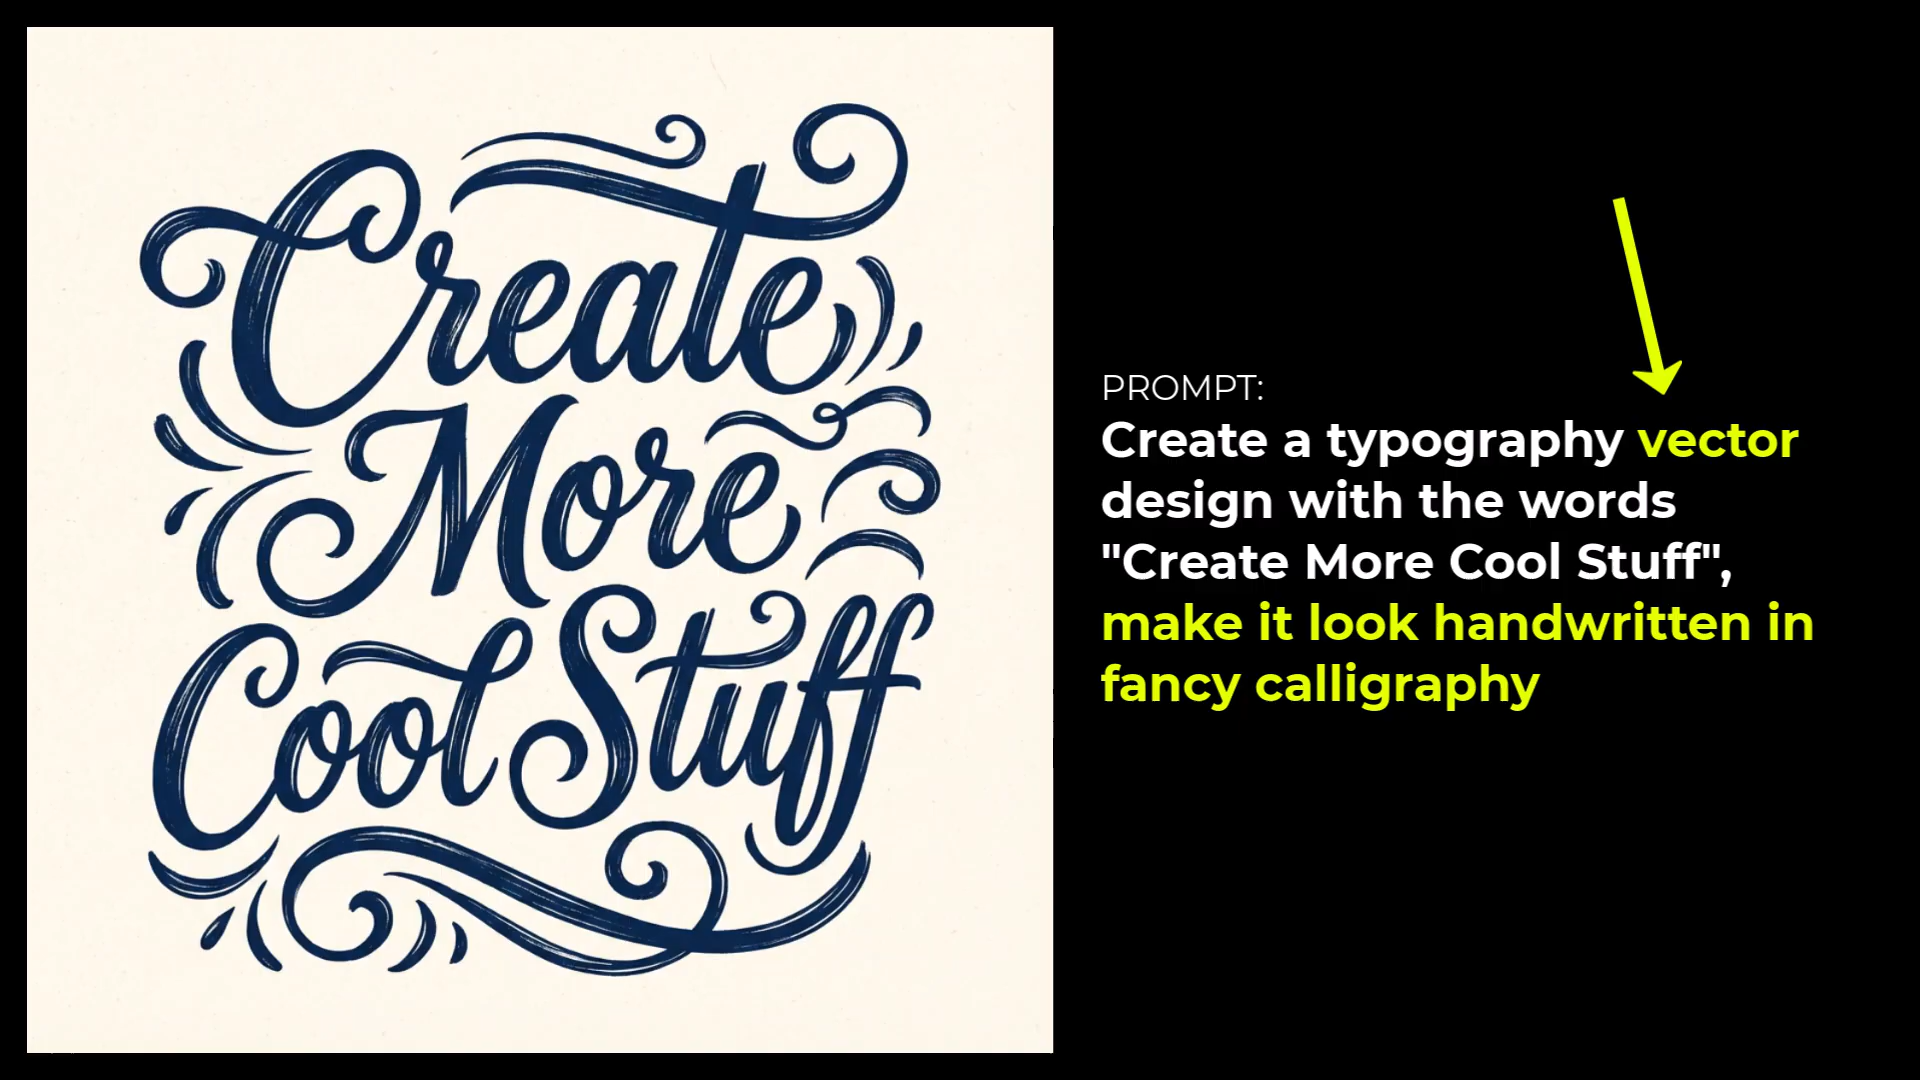 Create
More
Cool Stuff
PROMPT:
Create a typography vector
design with the words
"Create More Cool Stuff",
make it look handwritten in
fancy calligraphy